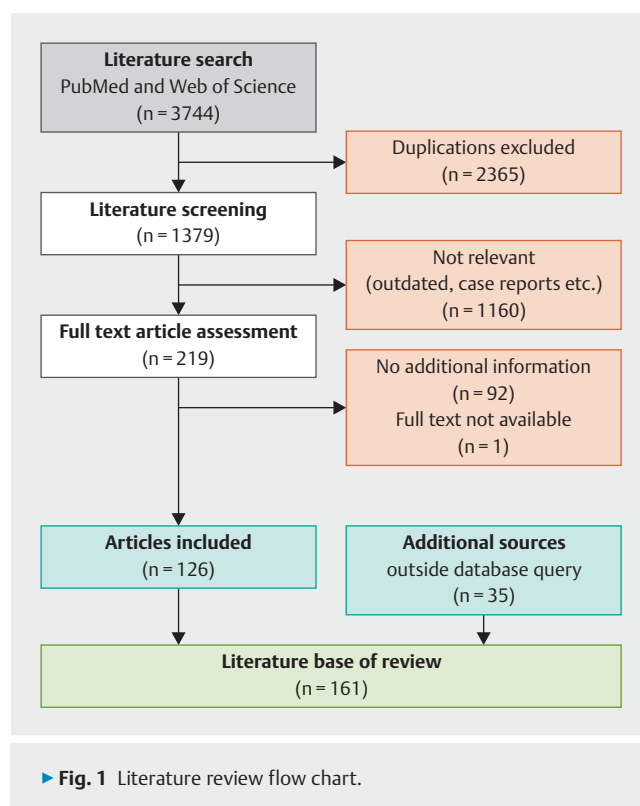 Literature search
PubMed and Web of Science
(n = 3744)
Duplications excluded
(n = 2365)
Literature screening
(n = 1379)
Not relevant
(outdated, case reports etc.)
(n = 1160)
Full text article assessment
(n = 219)
No additional information
(n = 92)
Full text not available
(n = 1)
Articles included
(n = 126)
Additional sources
outside database query
(n = 35)
Literature base of review
(n = 161)
▶ Fig. 1 Literature review flow chart.